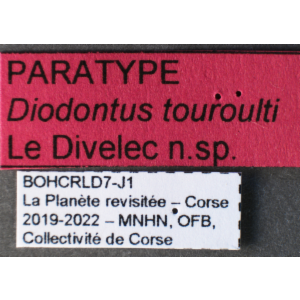 PARATYPE
Diodontus touroulti
Le Divelec n.sp.
BOHCRLD7-J1
La Planète revisitée – Corse
2019-2022 – MNHN, OFB,
Collectivité de Corse